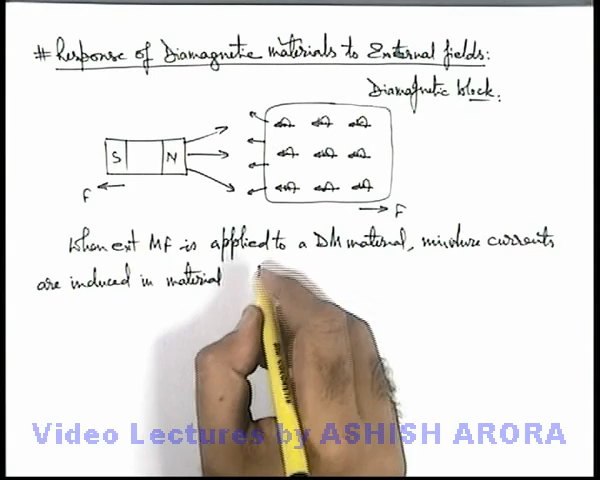 # Response of Diamagnetic materials to External fields:
Diamagnetic block:
S N
F
F
When ext MF is applied to a DM material, miniture currents
are induced in material
Video Lectures by ASHISH ARORA